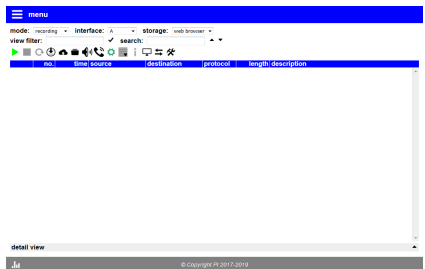 menu
mode: recording interface: A storage: web browser
view filter: search:
no. time source destination protocol length description
detail view
© Copyright PI 2017-2019